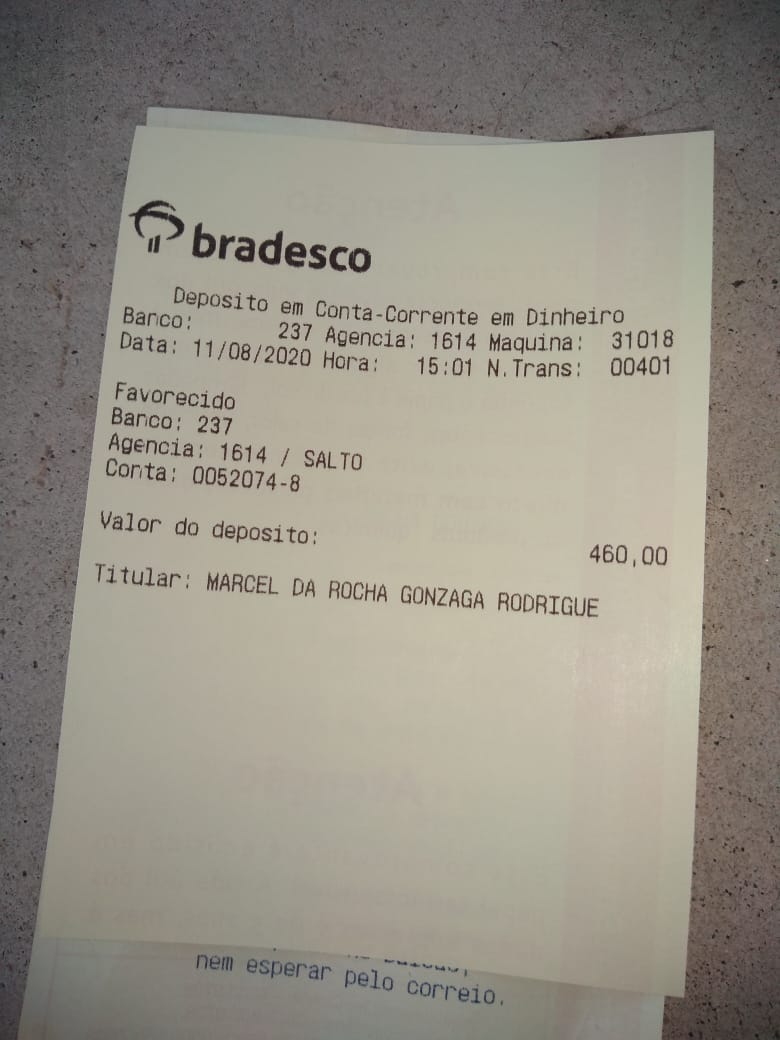 bradesco
Deposito em Conta-Corrente em Dinheiro
Banco: 237 Agencia: 1614 Maquina: 31018
Data: 11/08/2020 Hora: 15:01 N.Trans: 00401
Favorecido
Banco: 237
Agencia: 1614 / SALTO
Conta: 0052074-8
Valor do deposito: 460,00
Titular: MARCEL DA ROCHA GONZAGA RODRIGUE
nem esperar pelo correio.